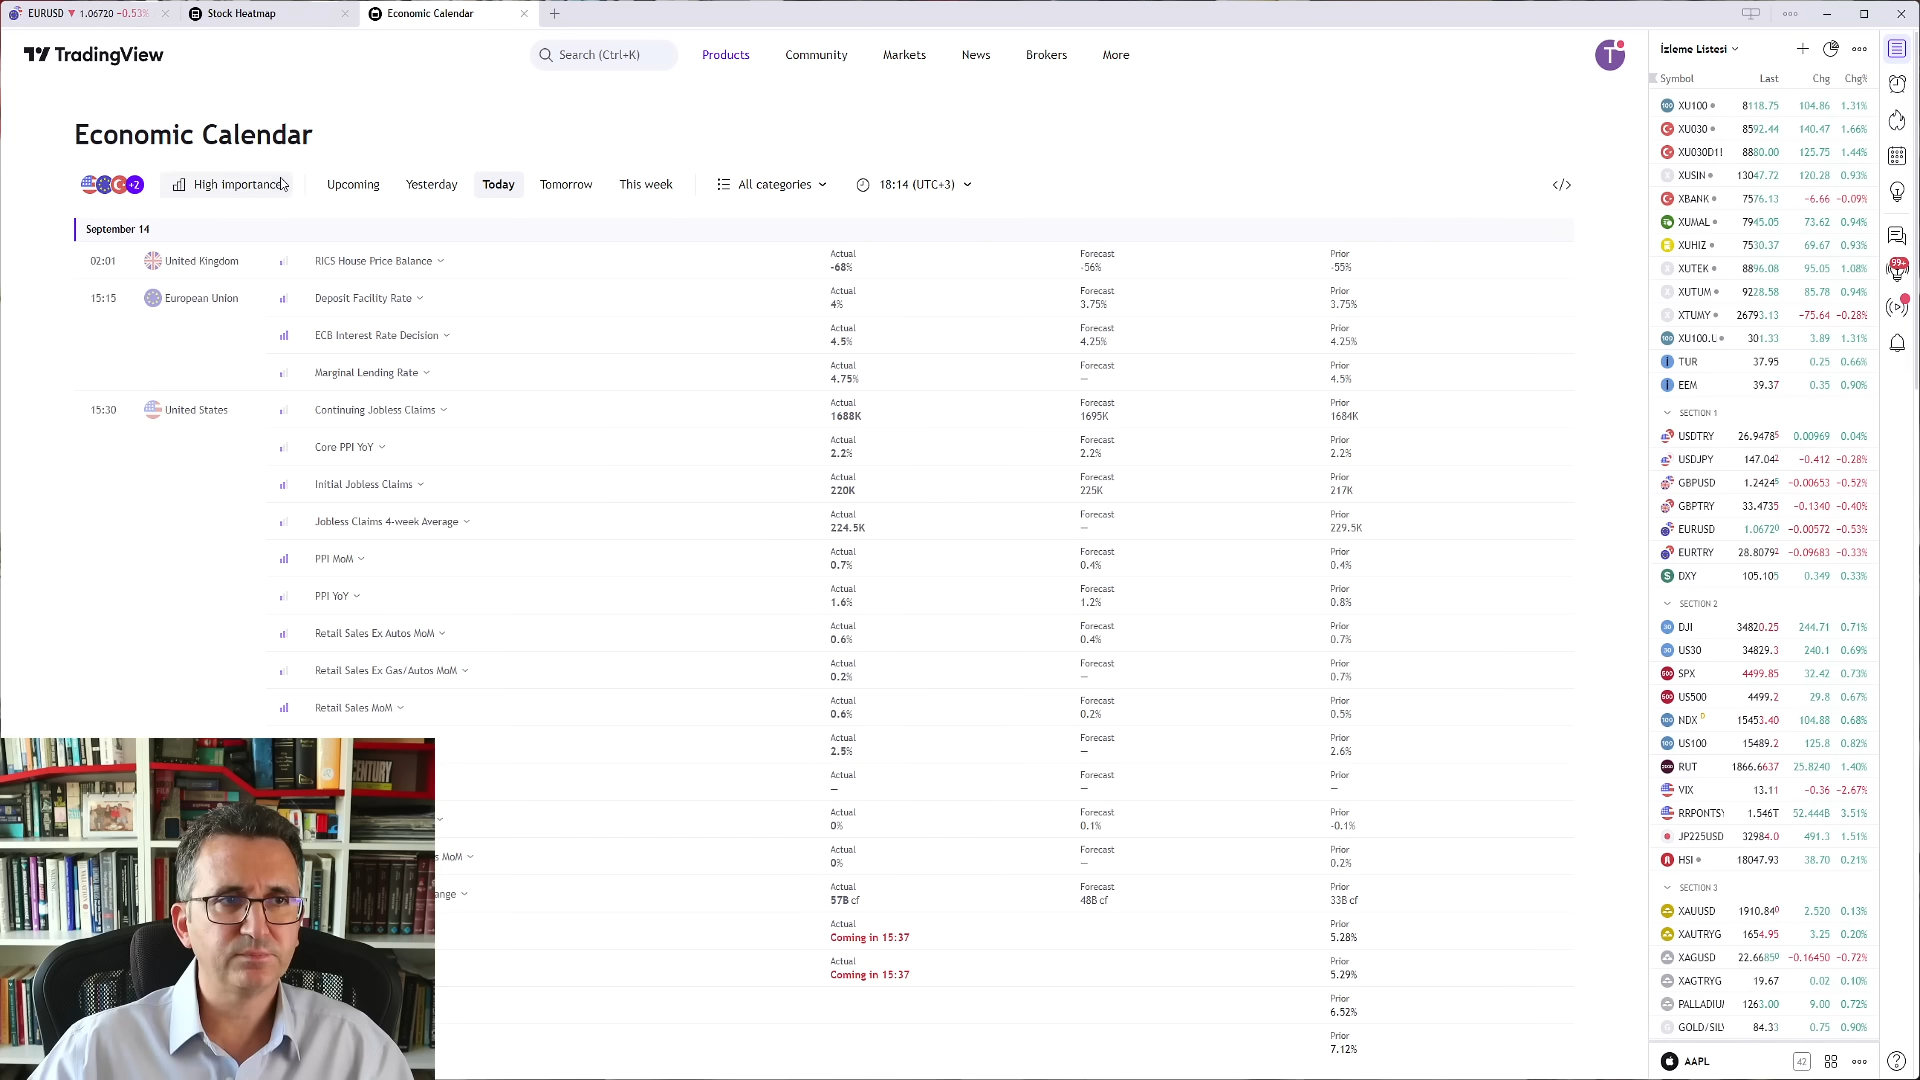 EURUSD ▼ 1.06720 −0.53%
Stock Heatmap
Economic Calendar
TradingView
Search (Ctrl+K)
Products
Community
Markets
News
Brokers
More
T
Economic Calendar
+2
High importance
Upcoming
Yesterday
Today
Tomorrow
This week
All categories
18:14 (UTC+3)
</>
September 14
02:01 United Kingdom RICS House Price Balance Actual -68% Forecast -56% Prior -55%
15:15 European Union Deposit Facility Rate Actual 4% Forecast 3.75% Prior 3.75%
ECB Interest Rate Decision Actual 4.5% Forecast 4.25% Prior 4.25%
Marginal Lending Rate Actual 4.75% Forecast — Prior 4.5%
15:30 United States Continuing Jobless Claims Actual 1688K Forecast 1695K Prior 1684K
Core PPI YoY Actual 2.2% Forecast 2.2% Prior 2.2%
Initial Jobless Claims Actual 220K Forecast 225K Prior 217K
Jobless Claims 4-week Average Actual 224.5K Forecast — Prior 229.5K
PPI MoM Actual 0.7% Forecast 0.4% Prior 0.4%
PPI YoY Actual 1.6% Forecast 1.2% Prior 0.8%
Retail Sales Ex Autos MoM Actual 0.6% Forecast 0.4% Prior 0.7%
Retail Sales Ex Gas/Autos MoM Actual 0.2% Forecast — Prior 0.7%
Retail Sales MoM Actual 0.6% Forecast 0.2% Prior 0.5%
Actual 2.5% Forecast — Prior 2.6%
Actual — Forecast — Prior —
Actual 0% Forecast 0.1% Prior -0.1%
s MoM Actual 0% Forecast — Prior 0.2%
ange Actual 57B cf Forecast 48B cf Prior 33B cf
Actual Coming in 15:37 Prior 5.28%
Actual Coming in 15:37 Prior 5.29%
Prior 6.52%
Prior 7.12%
CENTURY
İzleme Listesi
Symbol Last Chg Chg%
XU100 8118.75 104.86 1.31%
XU030 8592.44 140.47 1.66%
XU030D1! 8880.00 125.75 1.44%
XUSIN 13047.72 120.28 0.93%
XBANK 7576.13 −6.66 −0.09%
XUMAL 7945.05 73.62 0.94%
XUHIZ 7530.37 69.67 0.93%
XUTEK 8896.08 95.05 1.08%
XUTUM 9228.58 85.78 0.94%
XTUMY 26793.13 −75.64 −0.28%
XU100.U 301.33 3.89 1.31%
TUR 37.95 0.25 0.66%
EEM 39.37 0.35 0.90%
SECTION 1
USDTRY 26.94785 0.00969 0.04%
USDJPY 147.042 −0.412 −0.28%
GBPUSD 1.24245 −0.00653 −0.52%
GBPTRY 33.4735 −0.1340 −0.40%
EURUSD 1.06720 −0.00572 −0.53%
EURTRY 28.80792 −0.09683 −0.33%
DXY 105.105 0.349 0.33%
SECTION 2
DJI 34820.25 244.71 0.71%
US30 34829.3 240.1 0.69%
SPX 4499.85 32.42 0.73%
US500 4499.2 29.8 0.67%
NDX D 15453.40 104.88 0.68%
US100 15489.2 125.8 0.82%
RUT 1866.6637 25.8240 1.40%
VIX 13.11 −0.36 −2.67%
RRPONTSY 1.546T 52.444B 3.51%
JP225USD 32984.0 491.3 1.51%
HSI 18047.93 38.70 0.21%
SECTION 3
XAUUSD 1910.840 2.520 0.13%
XAUTRYG 1654.95 3.25 0.20%
XAGUSD 22.66850 −0.16450 −0.72%
XAGTRYG 19.67 0.02 0.10%
PALLADIU 1263.00 9.00 0.72%
GOLD/SIL 84.33 0.75 0.90%
AAPL
42
99+